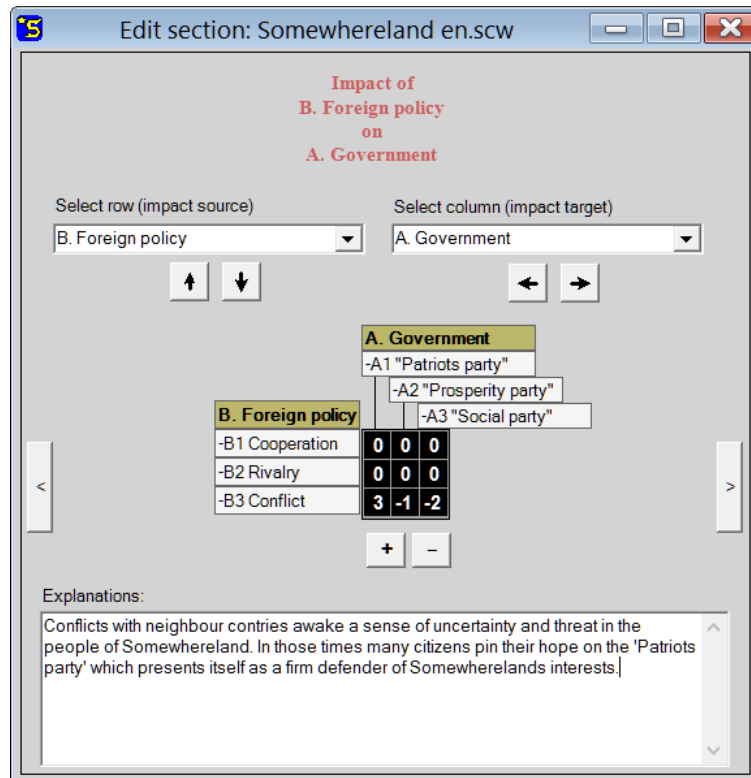 Edit section: Somewhereland en.scw
Impact of
B. Foreign policy
on
A. Government
Select row (impact source)
Select column (impact target)
B. Foreign policy
A. Government
A. Government
-A1 "Patriots party"
-A2 "Prosperity party"
B. Foreign policy
-A3 "Social party"
-B1 Cooperation 0 0 0
-B2 Rivalry 0 0 0
-B3 Conflict 3 -1 -2
< >
+ −
Explanations:
Conflicts with neighbour contries awake a sense of uncertainty and threat in the
people of Somewhereland. In those times many citizens pin their hope on the 'Patriots
party' which presents itself as a firm defender of Somewherelands interests.